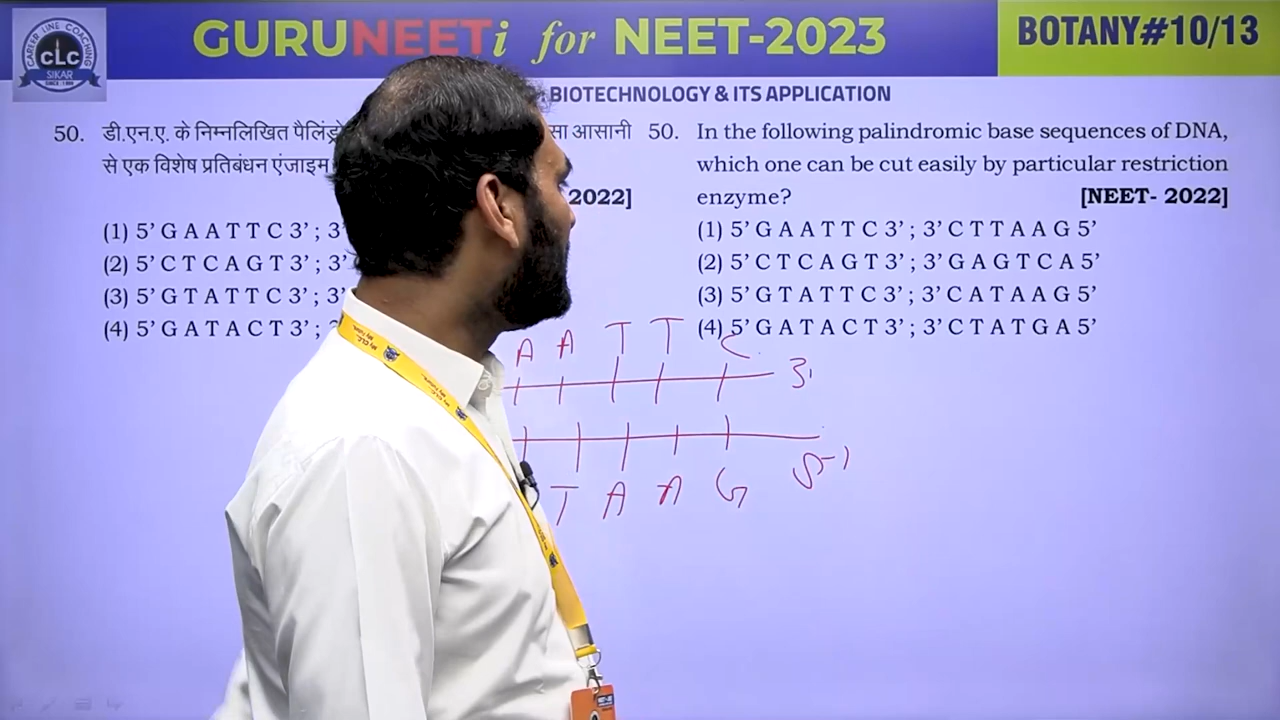 CAREER LINE COACHING
CLC
SIKAR
SINCE : 1996
GURUNEETi for NEET-2023
BOTANY#10/13
BIOTECHNOLOGY & ITS APPLICATION
50. डी.एन.ए. के निम्नलिखित
सा आसानी
से एक विशेष प्रतिबंधन एंजाइम
2022]
(1) 5’ G A A T T C 3’ ; 3’
(2) 5’ C T C A G T 3’ ; 3’
(3) 5’ G T A T T C 3’ ; 3’
(4) 5’ G A T A C T 3’ ;
50. In the following palindromic base sequences of DNA,
which one can be cut easily by particular restriction
enzyme? [NEET- 2022]
(1) 5’ G A A T T C 3’ ; 3’ C T T A A G 5’
(2) 5’ C T C A G T 3’ ; 3’ G A G T C A 5’
(3) 5’ G T A T T C 3’ ; 3’ C A T A A G 5’
(4) 5’ G A T A C T 3’ ; 3’ C T A T G A 5’
A A T T C
3'
T A A G 5'